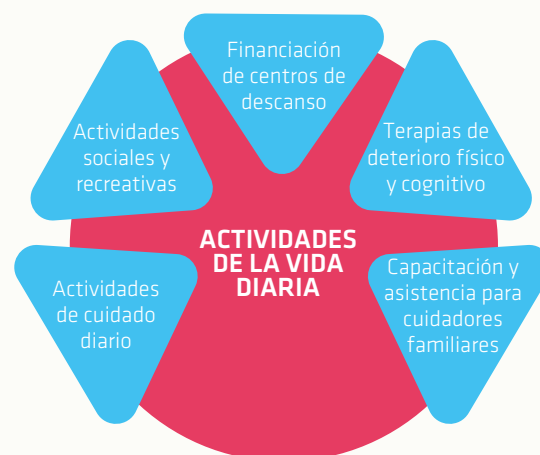 Financiación
de centros de
descanso
Actividades
sociales y
recreativas
Terapias de
deterioro físico
y cognitivo
ACTIVIDADES
DE LA VIDA
DIARIA
Actividades
de cuidado
diario
Capacitación y
asistencia para
cuidadores
familiares